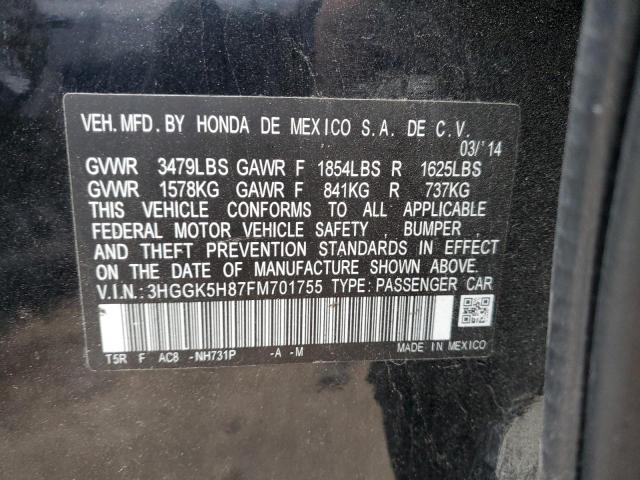 VEH.MFD.BY HONDA DE MEXICO S.A. DE C.V.
03/'14
GVWR 3479LBS GAWR F 1854LBS R 1625LBS
GVWR 1578KG GAWR F 841KG R 737KG
THIS VEHICLE CONFORMS TO ALL APPLICABLE
FEDERAL MOTOR VEHICLE SAFETY , BUMPER ,
AND THEFT PREVENTION STANDARDS IN EFFECT
ON THE DATE OF MANUFACTURE SHOWN ABOVE.
V.I.N.:3HGGK5H87FM701755 TYPE:PASSENGER CAR
T5R F AC8 -NH731P -A -M
MADE IN MEXICO